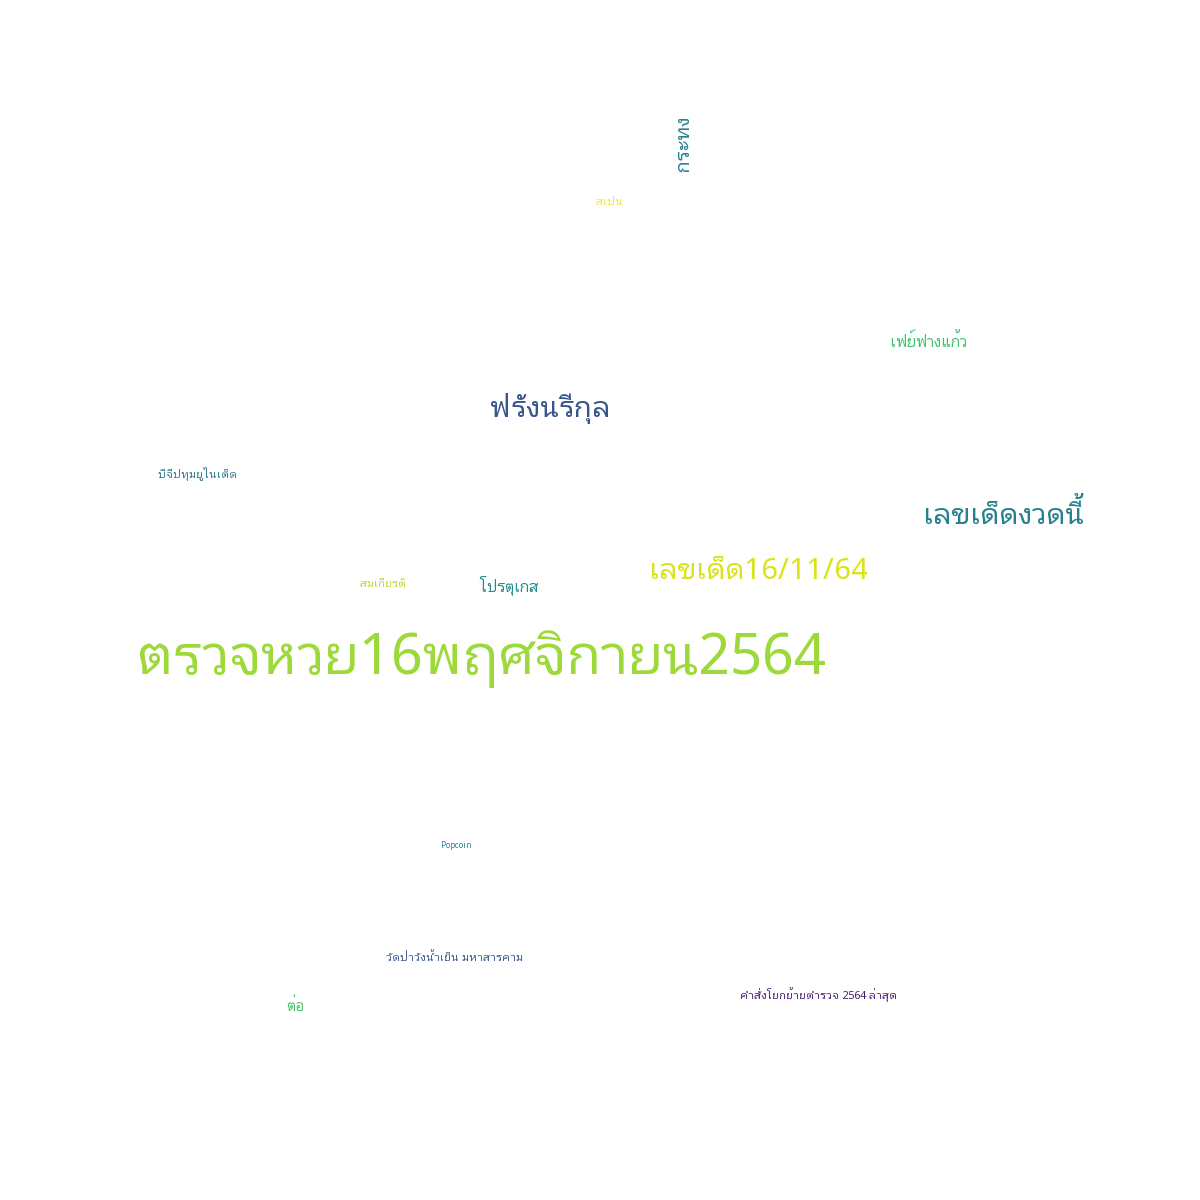 กระทง
สเปน
เฟย์ฟางแก้ว
ฟรังนรีกุล
บีจีปทุมยูไนเต็ด
เลขเด็ดงวดนี้
เลขเด็ด16/11/64
สมเกียรติ
โปรตุเกส
ตรวจหวย16พฤศจิกายน2564
Popcoin
วัดป่าวังน้ำเย็น มหาสารคาม
คำสั่งโยกย้ายตำรวจ 2564 ล่าสุด
ต่อ